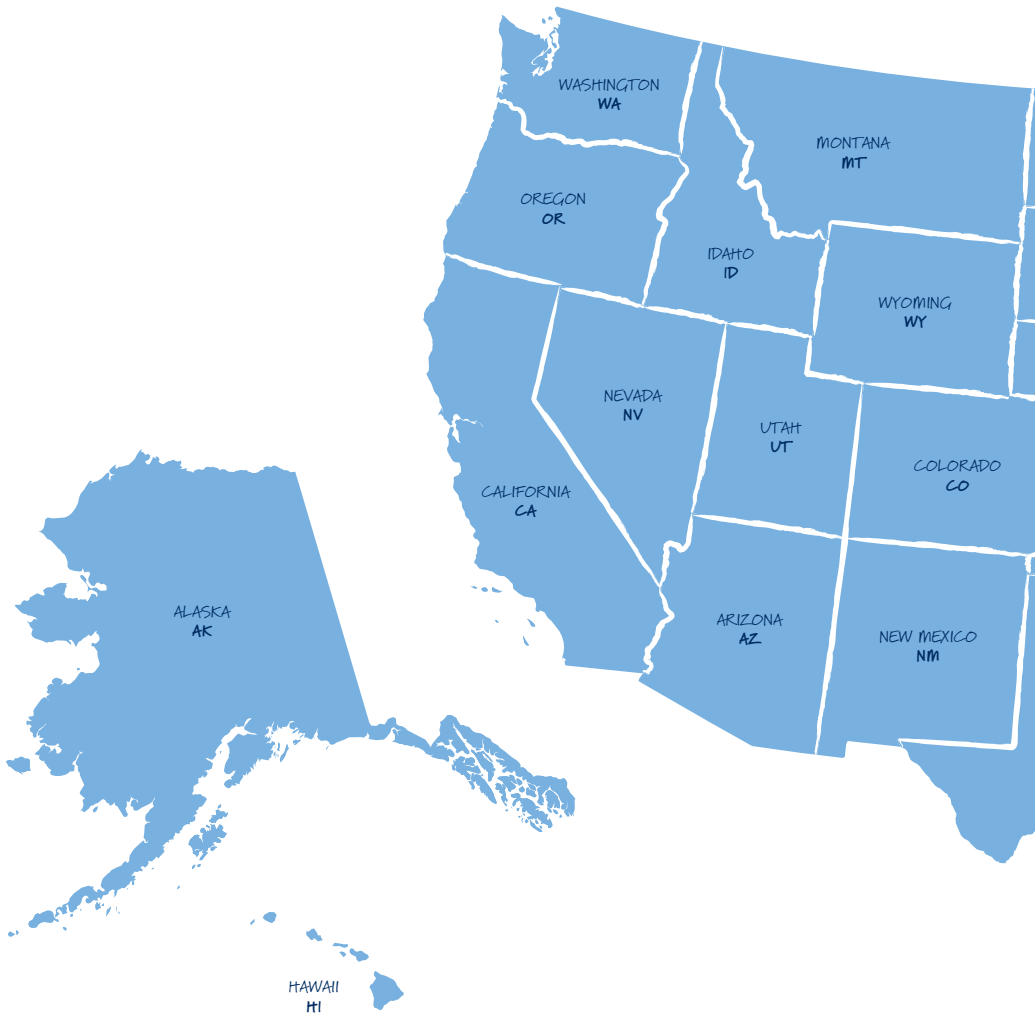 WASHINGTON
WA
MONTANA
MT
OREGON
OR
IDAHO
ID
WYOMING
WY
NEVADA
NV
UTAH
UT
COLORADO
CO
CALIFORNIA
CA
ALASKA
AK
ARIZONA
AZ
NEW MEXICO
NM
HAWAII
HI